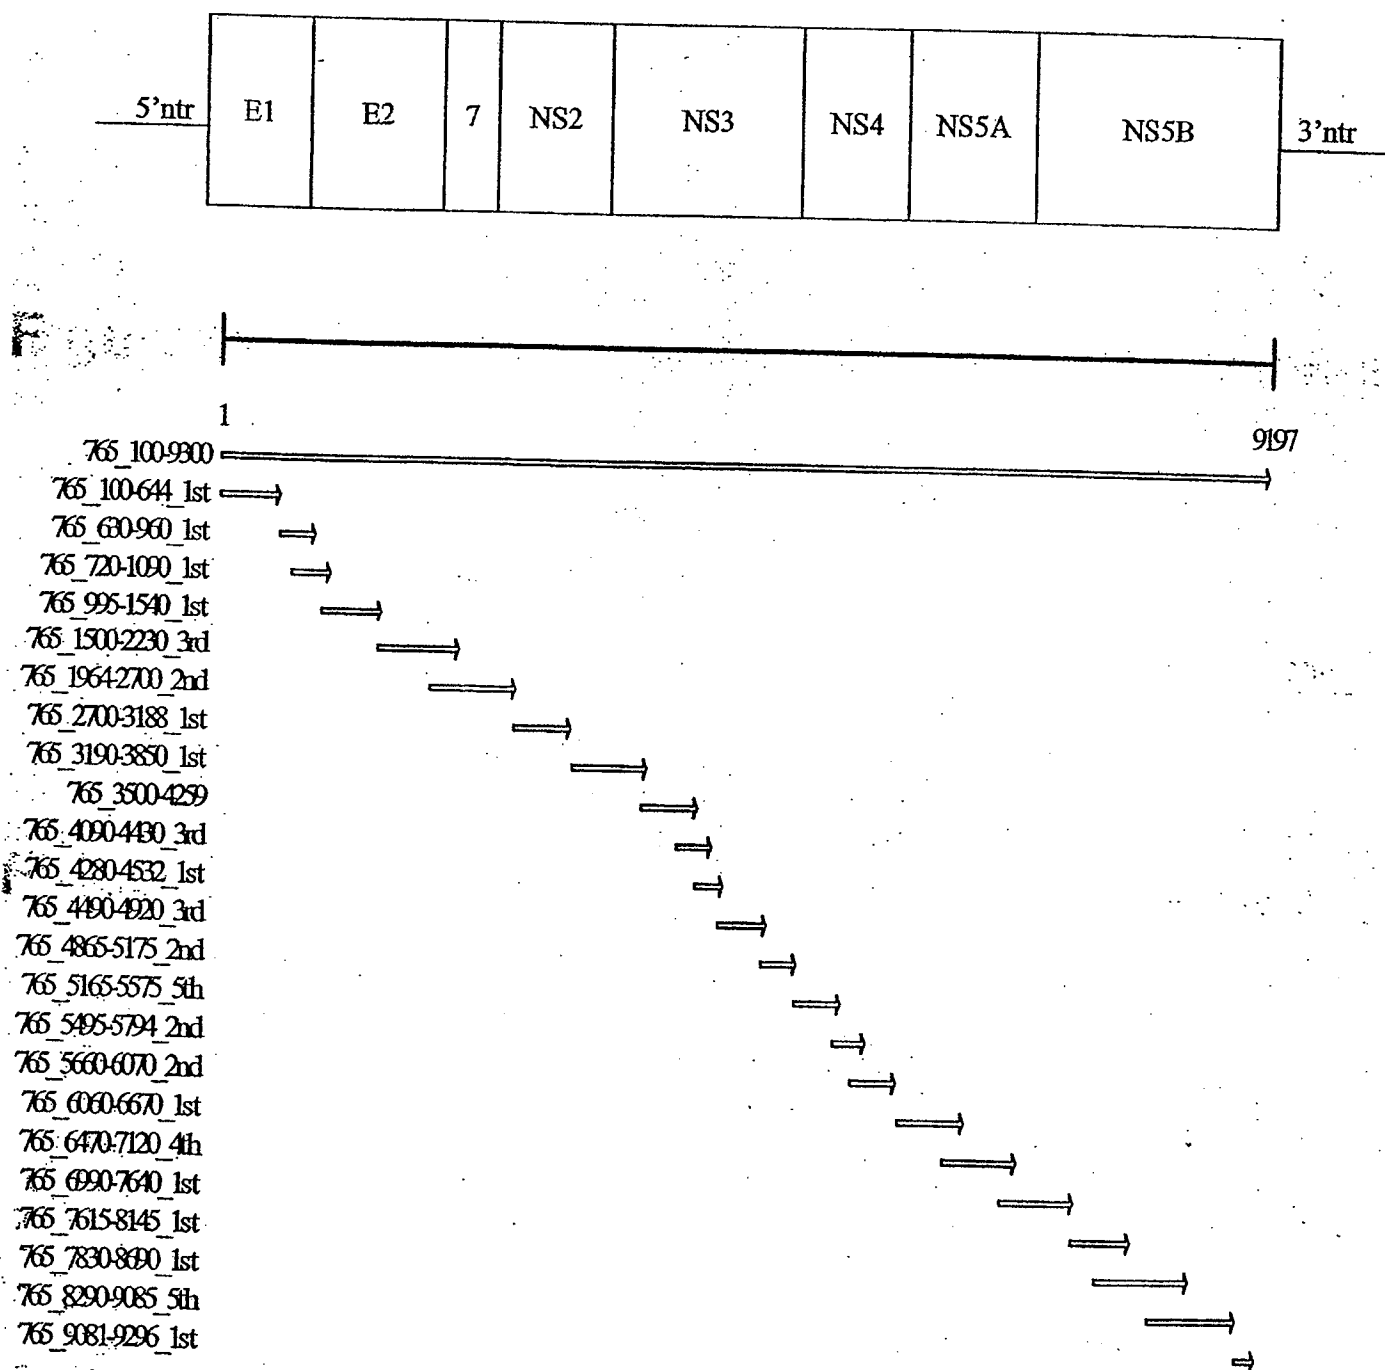 5'ntr E1 E2 7 NS2 NS3 NS4 NS5A NS5B 3'ntr
1
9197
765_100-9300
765_100-644_1st
765_630-960_1st
765_720-1090_1st
765_995-1540_1st
765_1500-2230_3rd
765_1964-2700_2nd
765_2700-3188_1st
765_3190-3850_1st
765_3500-4259
765_4090-4430_3rd
765_4280-4532_1st
765_4490-4920_3rd
765_4865-5175_2nd
765_5165-5575_5th
765_5495-5794_2nd
765_5660-6070_2nd
765_6060-6670_1st
765_6470-7120_4th
765_6990-7640_1st
765_7615-8145_1st
765_7830-8690_1st
765_8290-9085_5th
765_9081-9296_1st